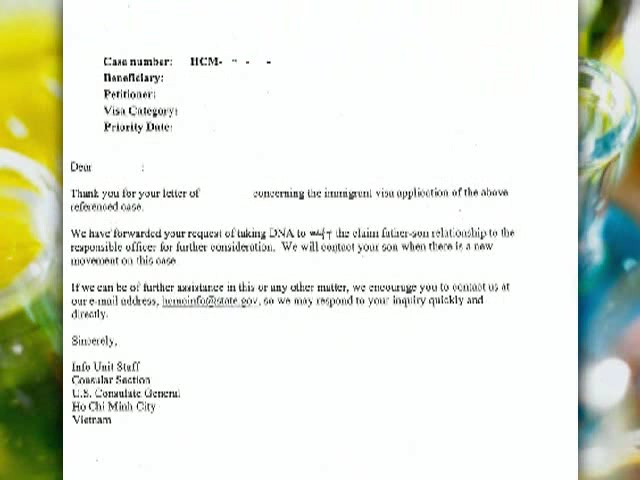 Case number: HCM-
Beneficiary:
Petitioner:
Visa Category:
Priority Date:
Dear :
Thank you for your letter of concerning the immigrant visa application of the above
referenced case.
We have forwarded your request of taking DNA to the claim father-son relationship to the
responsible officer for further consideration. We will contact your son when there is a new
movement on this case
If we can be of further assistance in this or any other matter, we encourage you to contact us at
our e-mail address, hcmcinfo@state.gov, so we may respond to your inquiry quickly and
directly.
Sincerely,
Info Unit Staff
Consular Section
U.S. Consulate General
Ho Chi Minh City
Vietnam